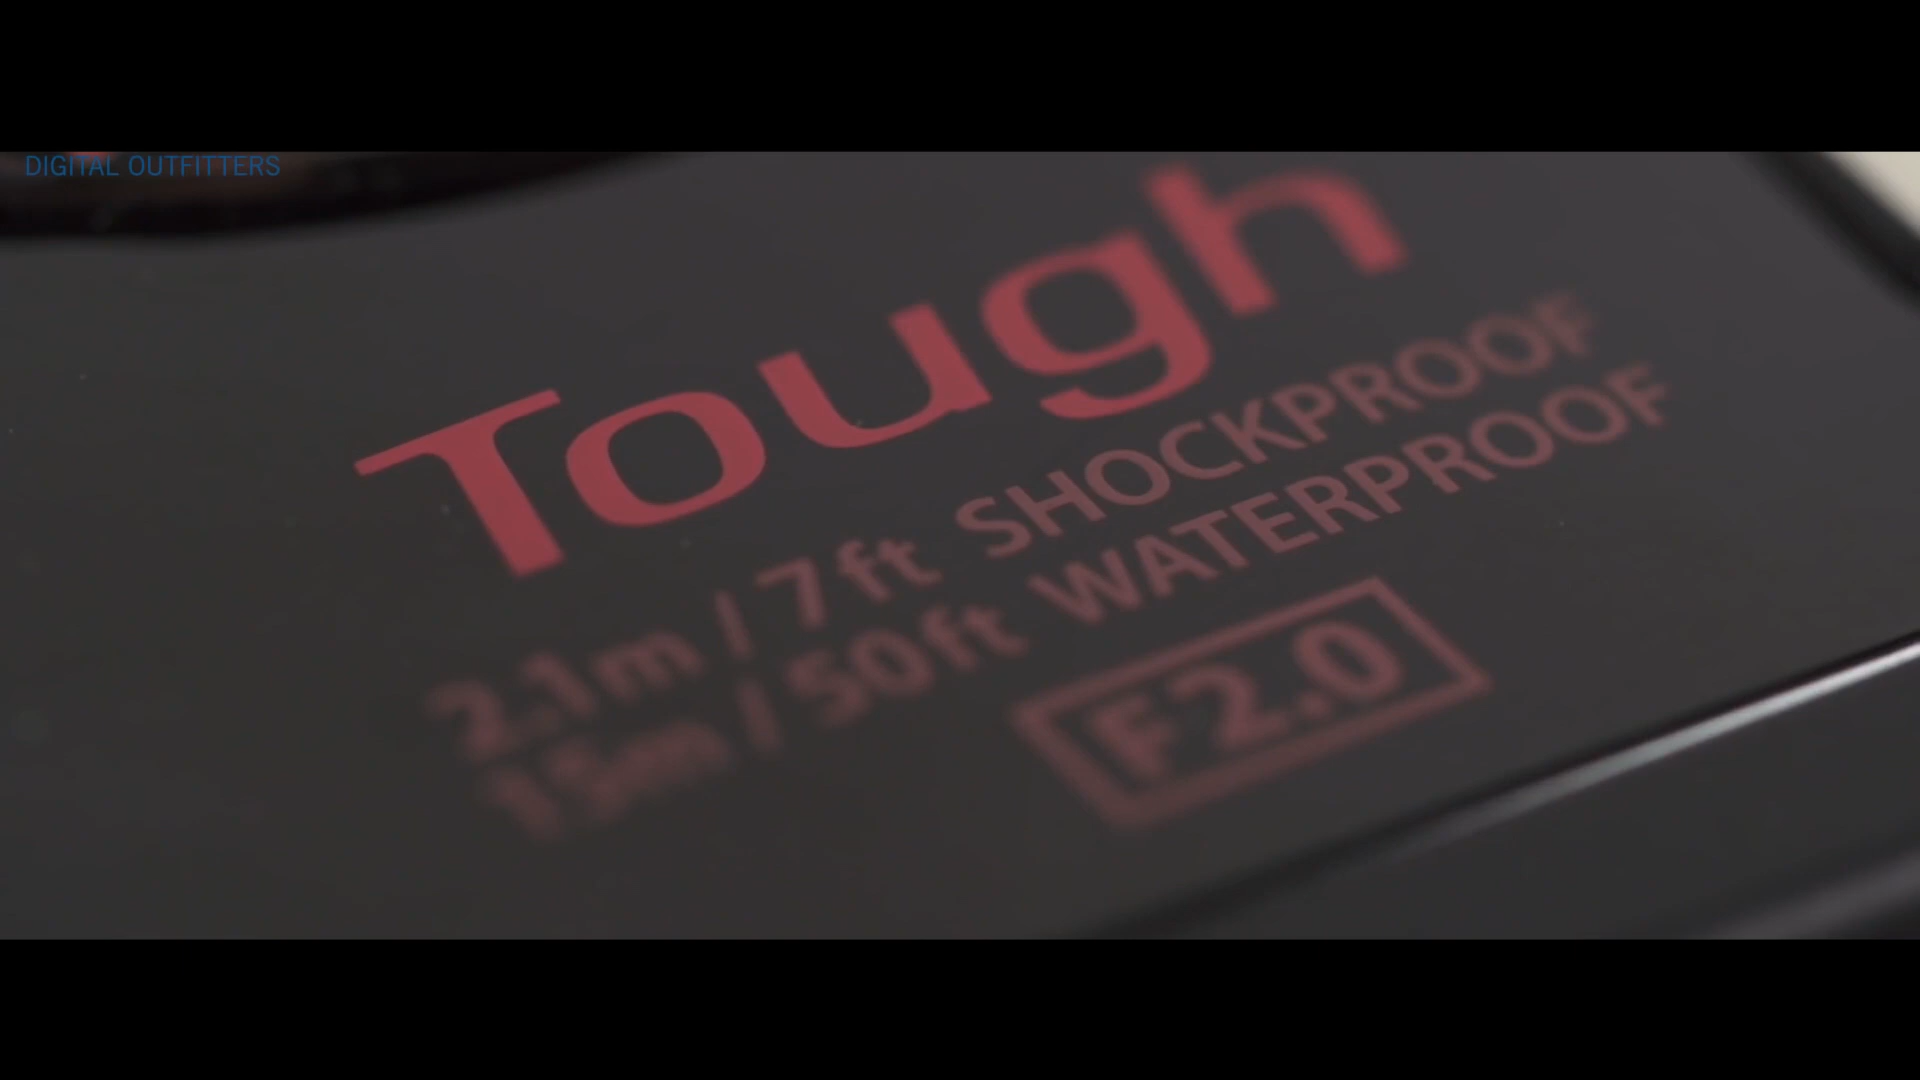 DIGITAL OUTFITTERS
Tough
2.1m / 7ft SHOCKPROOF
15m / 50ft WATERPROOF
F2.0